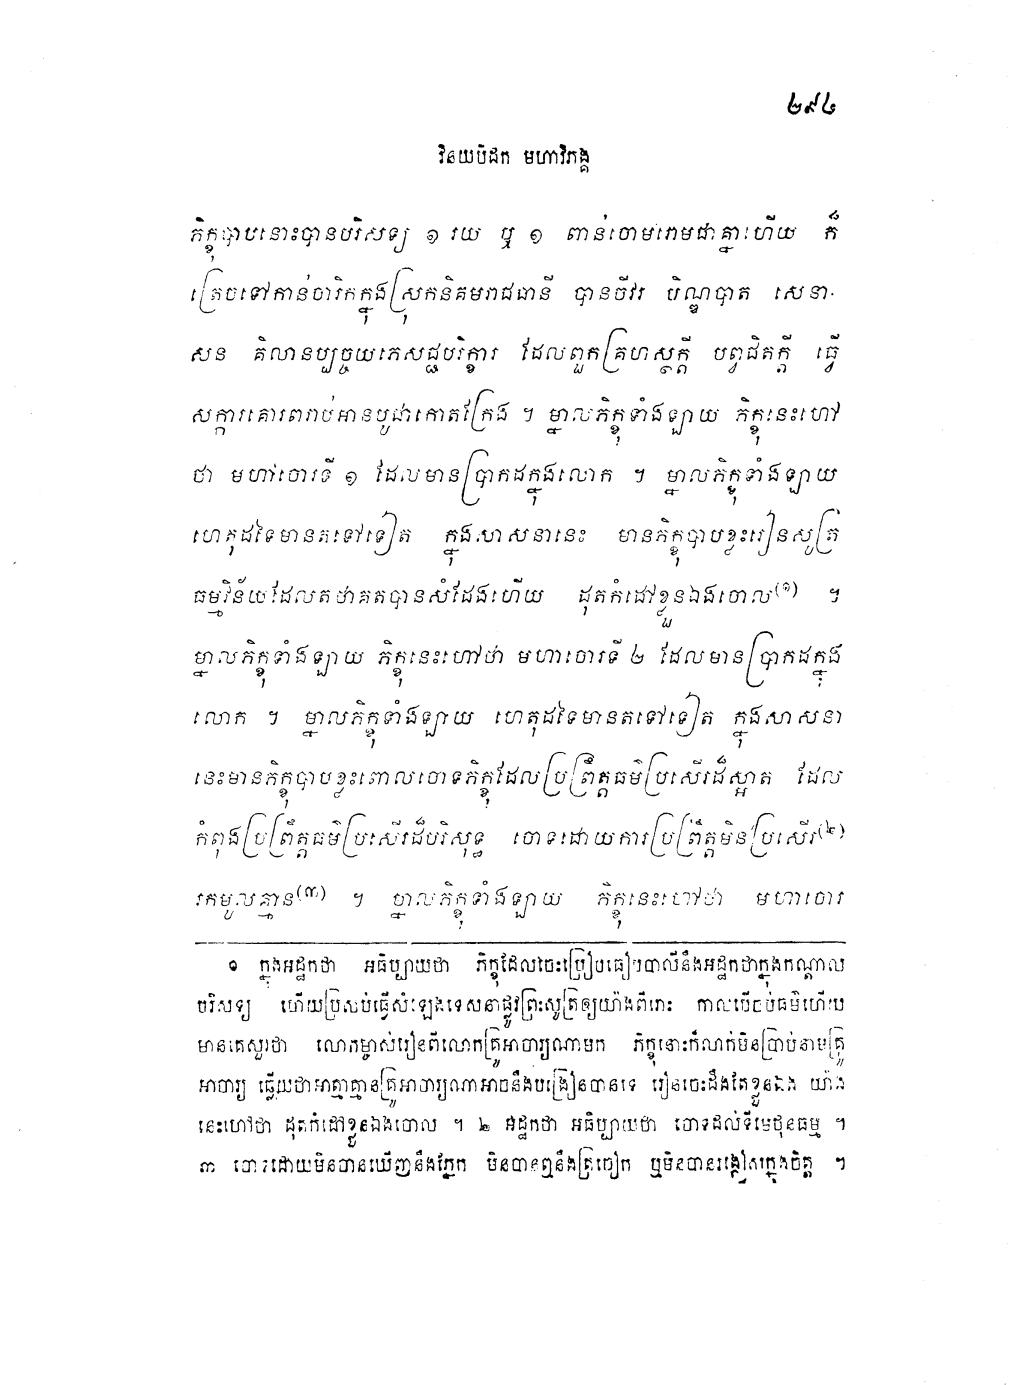 ២៩៤
វិនយបិដក មហាវិភង្គ
ភិក្ខុបាបនោះបានបរិសទ្យ ១ រយ ឬ ១ ពាន់ចោមរោមជាគ្នាហើយ ក៏
ត្រេចទៅកាន់ចារិកក្នុងស្រុកនិគមរាជធានី បានចីវរ បិណ្ឌបាត សេនា-
សន គិលានប្បច្ចយភេសជ្ជបរិក្ខារ ដែលពួកគ្រហស្ថក្តី បព្វជិតក្តី ធ្វើ
សក្ការគោរពរាប់អានបូជាកោតក្រែង ។ ម្នាលភិក្ខុទាំងឡាយ ភិក្ខុនេះហៅ
ថា មហាចោរទី ១ ដែលមានប្រាកដក្នុងលោក ។ ម្នាលភិក្ខុទាំងឡាយ
ហេតុដទៃមានតទៅទៀត ក្នុងសាសនានេះ មានភិក្ខុបាបខ្លះរៀនសូត្រ
ធម្មវិន័យដែលតថាគតបានសំដែងហើយ ដុតកំដៅខ្លួនឯងចោល(១) ។
ម្នាលភិក្ខុទាំងឡាយ ភិក្ខុនេះហៅថា មហាចោរទី ២ ដែលមានប្រាកដក្នុង
លោក ។ ម្នាលភិក្ខុទាំងឡាយ ហេតុដទៃមានតទៅទៀត ក្នុងសាសនា
នេះមានភិក្ខុបាបខ្លះពោលចោទភិក្ខុដែលប្រព្រឹត្តធម៌ប្រសើរដ៏ស្អាត ដែល
កំពុងប្រព្រឹត្តធម៌ប្រសើរដ៏បរិសុទ្ធ ចោទដោយការប្រព្រឹត្តមិនប្រសើរ(២)
រកមូលគ្មាន(៣) ។ ម្នាលភិក្ខុទាំងឡាយ ភិក្ខុនេះហៅថា មហាចោរ
១ ក្នុងអដ្ឋកថា អធិប្បាយថា ភិក្ខុដែលចេះប្រៀបធៀបបាលីនឹងអដ្ឋកថាក្នុងកណ្តាល
បរិសទ្យ ហើយប្រសប់ធ្វើសំឡេងទេសនាផ្លូវព្រះសូត្រឲ្យយ៉ាងពីរោះ កាលបើចប់ធម៌ហើយ
មានគេសួរថា លោកម្ចាស់រៀនពីលោកគ្រូអាចារ្យណាមក ភិក្ខុនោះក៏លាក់មិនប្រាប់នាមគ្រូ
អាចារ្យ ឆ្លើយថាអាត្មាគ្មានគ្រូអាចារ្យណាអាចនឹងបង្រៀនបានទេ រៀនចេះដឹងតែខ្លួនឯង យ៉ាង
នេះហៅថា ដុតកំដៅខ្លួនឯងចោល ។ ២ អដ្ឋកថា អធិប្បាយថា ចោទដល់ទីមេថុនធម្ម ។
៣ ចោទដោយមិនបានឃើញនឹងភ្នែក មិនបានឮនឹងត្រចៀក ឬមិនបានរង្កៀសក្នុងចិត្ត ។